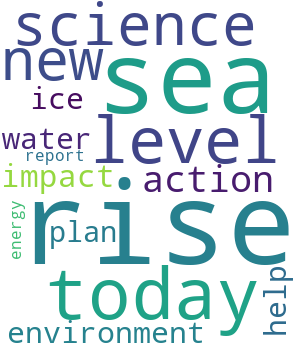 science
new
sea
ice
water
level
report
impact
action
rise
energy
plan
today
help
environment